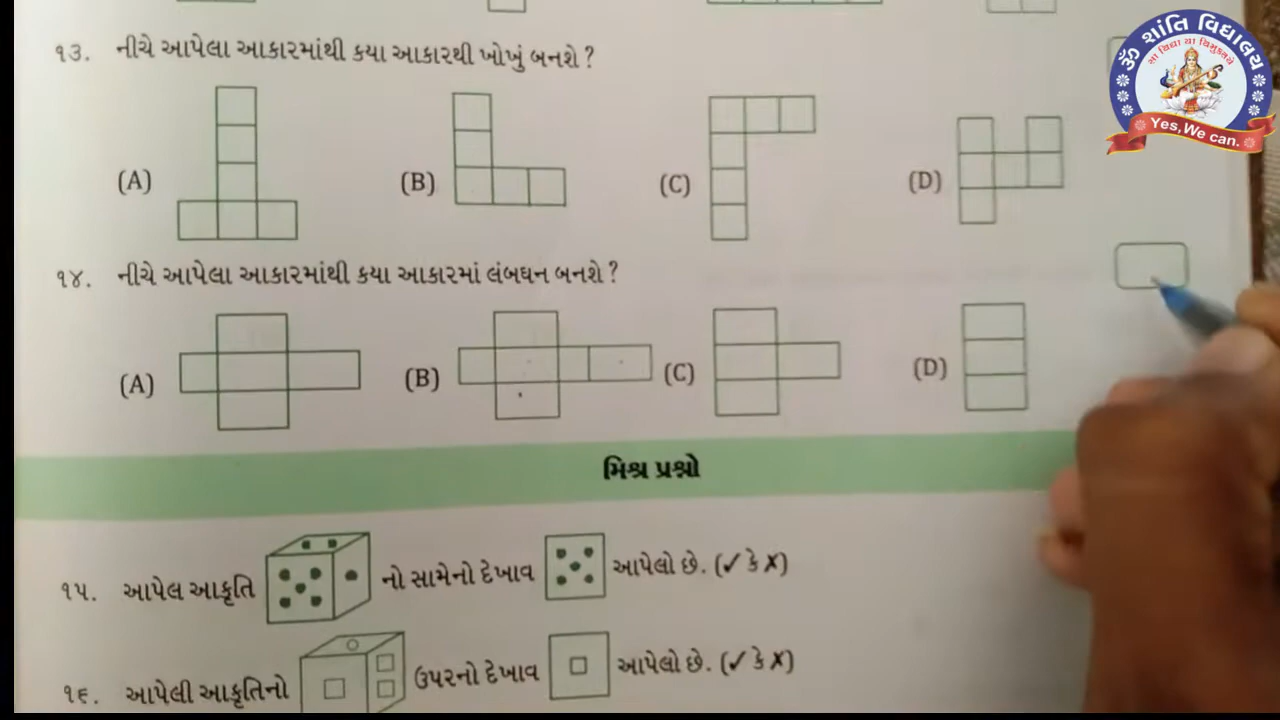 ૐ શાંતિ વિદ્યાલય
સા વિદ્યા યા વિમુક્તયે
Yes, We can.
૧૩. નીચે આપેલા આકારમાંથી કયા આકારથી ખોખું બનશે ?
(A) (B) (C) (D)
૧૪. નીચે આપેલા આકારમાંથી કયા આકારમાં લંબઘન બનશે ?
(A) (B) (C) (D)
મિશ્ર પ્રશ્નો
૧૫. આપેલ આકૃતિ નો સામેનો દેખાવ આપેલો છે. (✓ કે ✗)
૧૬. આપેલી આકૃતિનો ઉપરનો દેખાવ આપેલો છે. (✓ કે ✗)